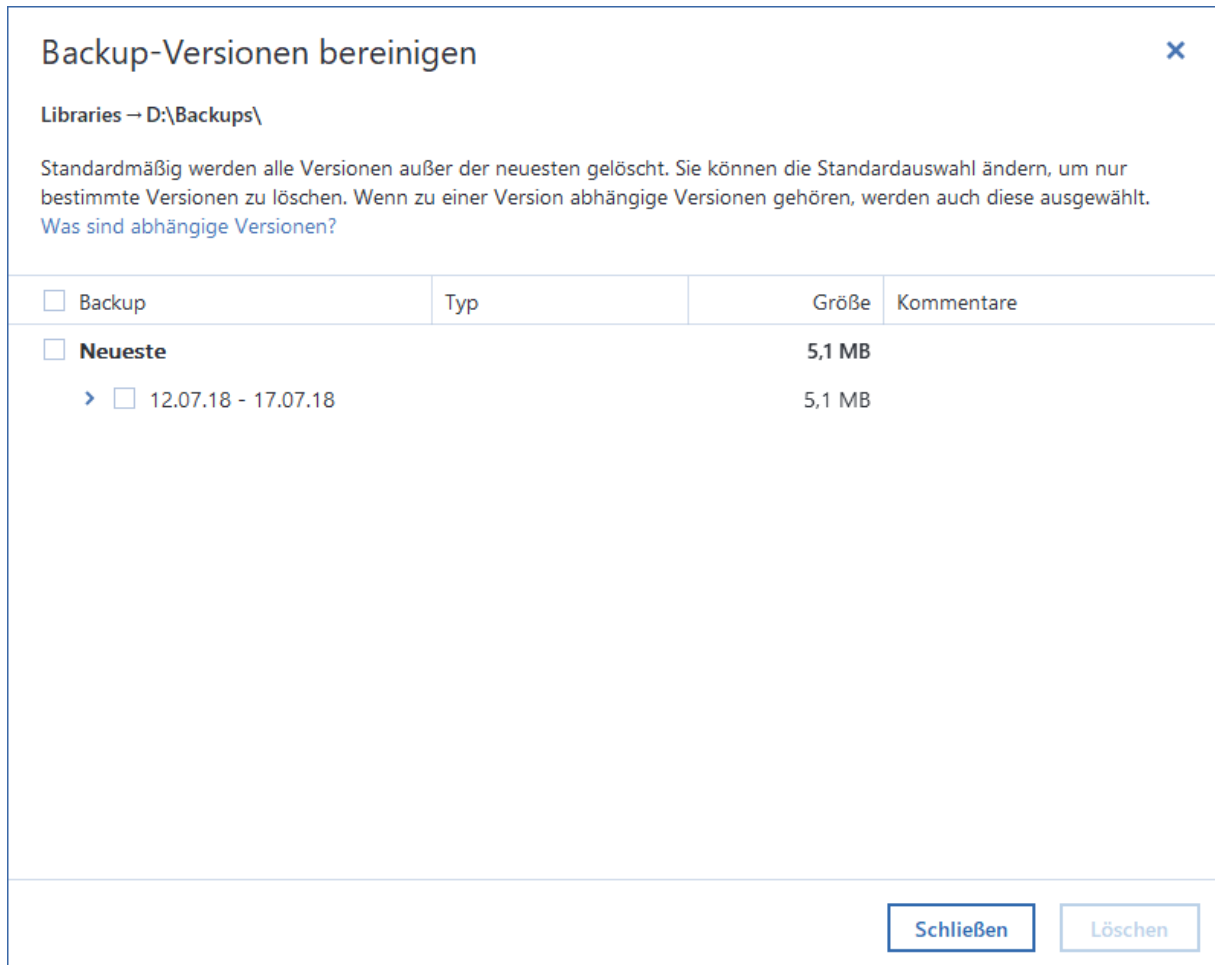 Backup-Versionen bereinigen
Libraries → D:\Backups\
Standardmäßig werden alle Versionen außer der neuesten gelöscht. Sie können die Standardauswahl ändern, um nur
bestimmte Versionen zu löschen. Wenn zu einer Version abhängige Versionen gehören, werden auch diese ausgewählt.
Was sind abhängige Versionen?
Backup Typ Größe Kommentare
Neueste 5,1 MB
12.07.18 - 17.07.18 5,1 MB
Schließen Löschen